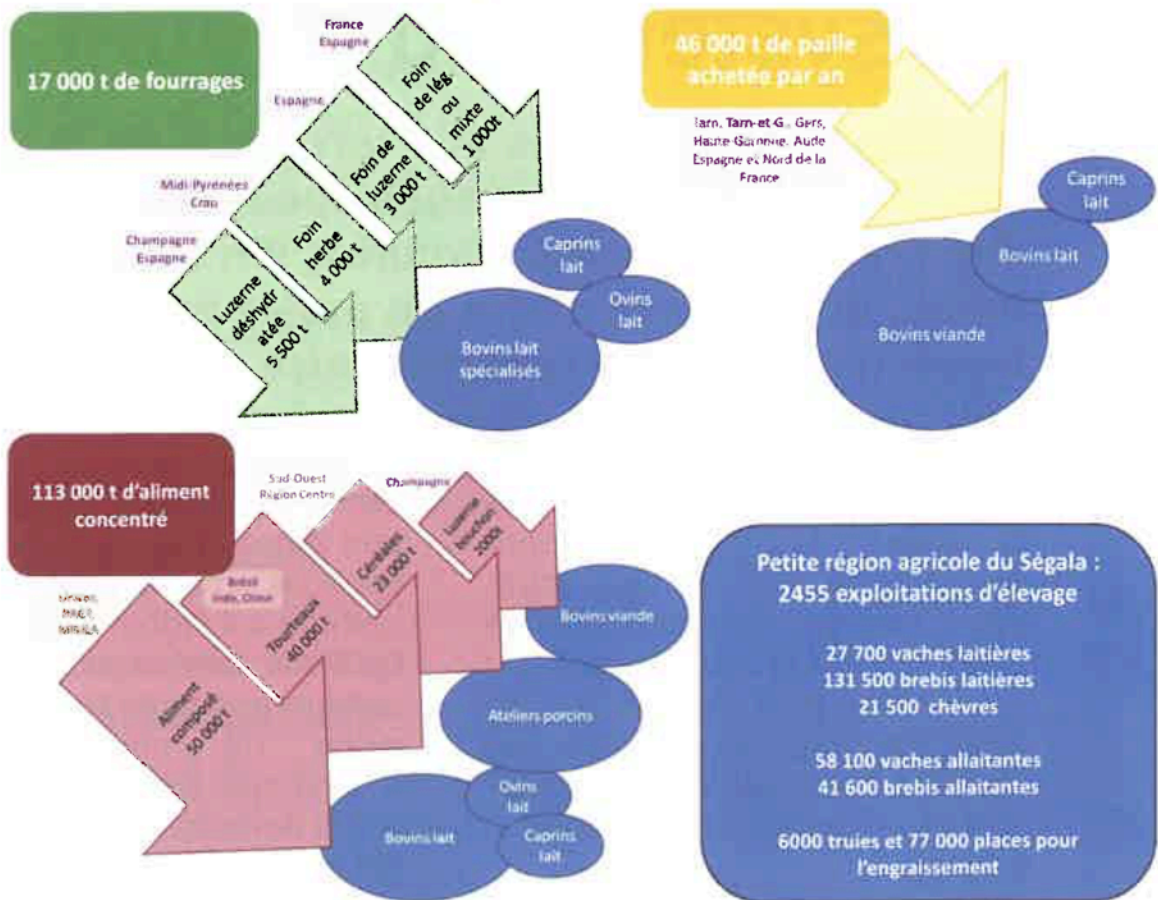 17 000 t de fourrages
France
Espagne
Foin
de lég
ou
mixte
1 000t
Espagne
Foin de
luzerne
3 000 t
Midi-Pyrénées
Crau
Foin
herbe
4 000 t
Champagne
Espagne
Luzerne
déshydr
atée
5 500 t
Caprins
lait
Ovins
lait
Bovins lait
spécialisés
46 000 t de paille
achetée par an
Tarn, Tarn-et-G., Gers,
Haute-Garonne, Aude
Espagne et Nord de la
France
Caprins
lait
Bovins lait
Bovins viande
113 000 t d'aliment
concentré
Sud-Ouest
Région Centre
Champagne
Luzerne
bouchon
2000t
Céréales
23 000 t
Brésil
Inde, Chine
Tourteaux
40 000 t
Aliment
composé
50 000 t
Bovins viande
Ateliers porcins
Ovins
lait
Bovins lait
Caprins
lait
Petite région agricole du Ségala :
2455 exploitations d'élevage
27 700 vaches laitières
131 500 brebis laitières
21 500 chèvres
58 100 vaches allaitantes
41 600 brebis allaitantes
6000 truies et 77 000 places pour
l'engraissement